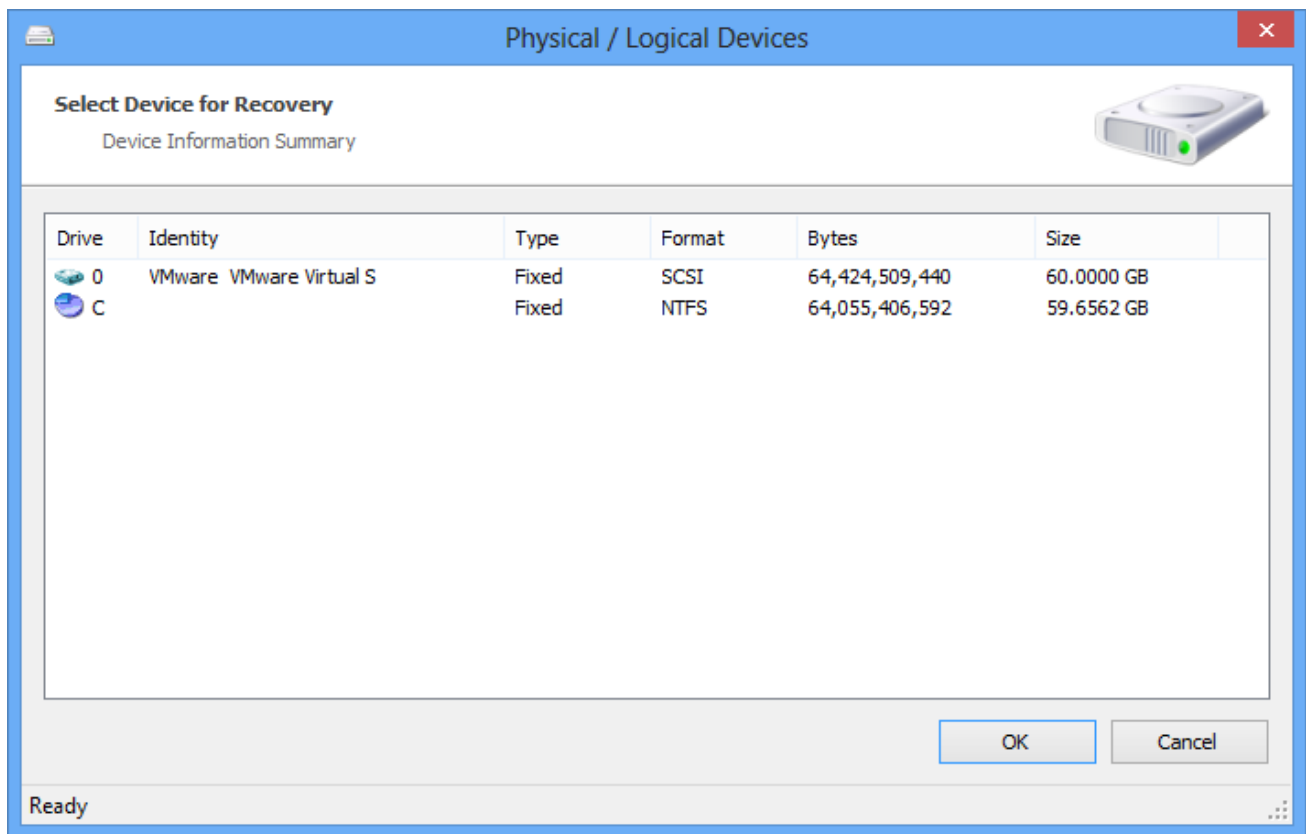 Physical / Logical Devices
Select Device for Recovery
Device Information Summary
Drive Identity Type Format Bytes Size
0 VMware VMware Virtual S Fixed SCSI 64,424,509,440 60.0000 GB
C Fixed NTFS 64,055,406,592 59.6562 GB
OK Cancel
Ready